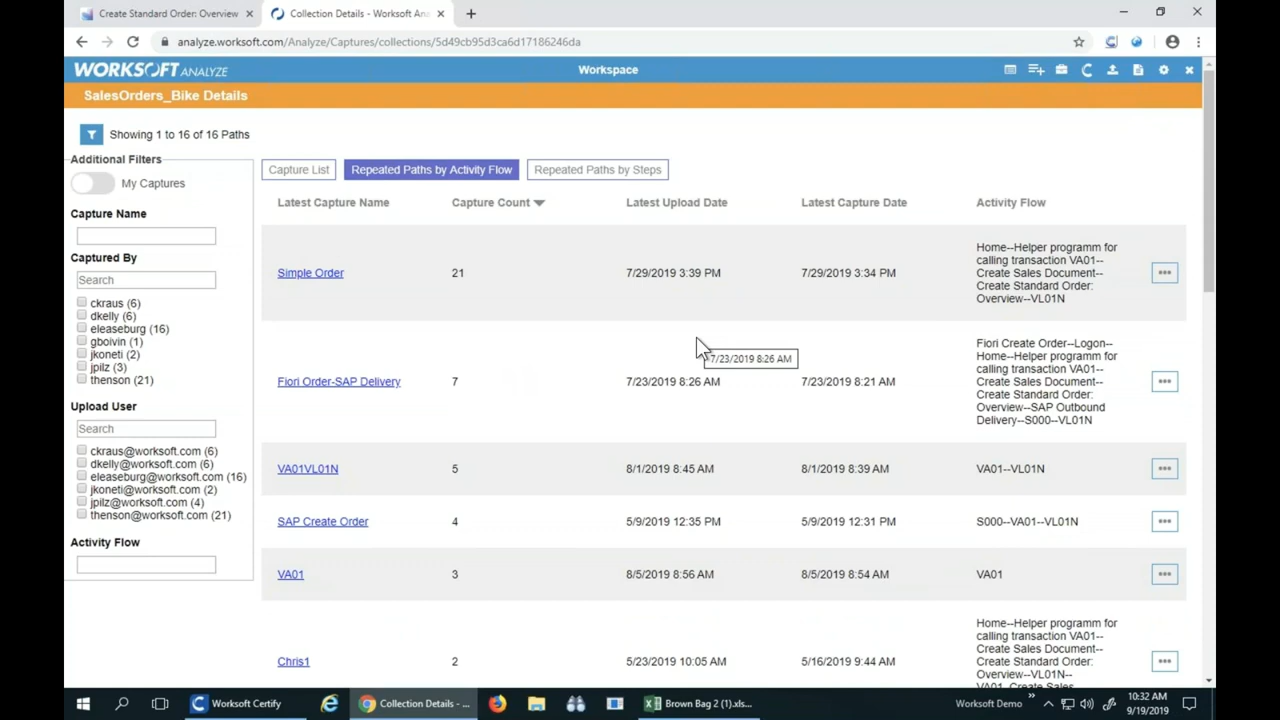 Create Standard Order: Overview
Collection Details - Worksoft Ana
analyze.worksoft.com/Analyze/Captures/collections/5d49cb95d3ca6d17186246da
WORKSOFT ANALYZE
Workspace
SalesOrders_Bike Details
Showing 1 to 16 of 16 Paths
Additional Filters
My Captures
Capture Name
Captured By
Search
ckraus (6)
dkelly (6)
eleaseburg (16)
gboivin (1)
jkoneti (2)
jpilz (3)
thenson (21)
Upload User
Search
ckraus@worksoft.com (6)
dkelly@worksoft.com (6)
eleaseburg@worksoft.com (16)
jkoneti@worksoft.com (2)
jpilz@worksoft.com (4)
thenson@worksoft.com (21)
Activity Flow
Capture List
Repeated Paths by Activity Flow
Repeated Paths by Steps
Latest Capture Name Capture Count Latest Upload Date Latest Capture Date Activity Flow
Simple Order 21 7/29/2019 3:39 PM 7/29/2019 3:34 PM
Home--Helper programm for
calling transaction VA01--
Create Sales Document--
Create Standard Order:
Overview--VL01N
7/23/2019 8:26 AM
Fiori Order-SAP Delivery 7 7/23/2019 8:26 AM 7/23/2019 8:21 AM
Fiori Create Order--Logon--
Home--Helper programm for
calling transaction VA01--
Create Sales Document--
Create Standard Order:
Overview--SAP Outbound
Delivery--S000--VL01N
VA01VL01N 5 8/1/2019 8:45 AM 8/1/2019 8:39 AM VA01--VL01N
SAP Create Order 4 5/9/2019 12:35 PM 5/9/2019 12:31 PM S000--VA01--VL01N
VA01 3 8/5/2019 8:56 AM 8/5/2019 8:54 AM VA01
Chris1 2 5/23/2019 10:05 AM 5/16/2019 9:44 AM
Home--Helper programm for
calling transaction VA01--
Create Sales Document--
Create Standard Order:
Overview--VL01N--
VA01 Create Sales
Worksoft Certify
Collection Details - ...
Brown Bag 2 (1).xls...
Worksoft Demo
10:32 AM
9/19/2019